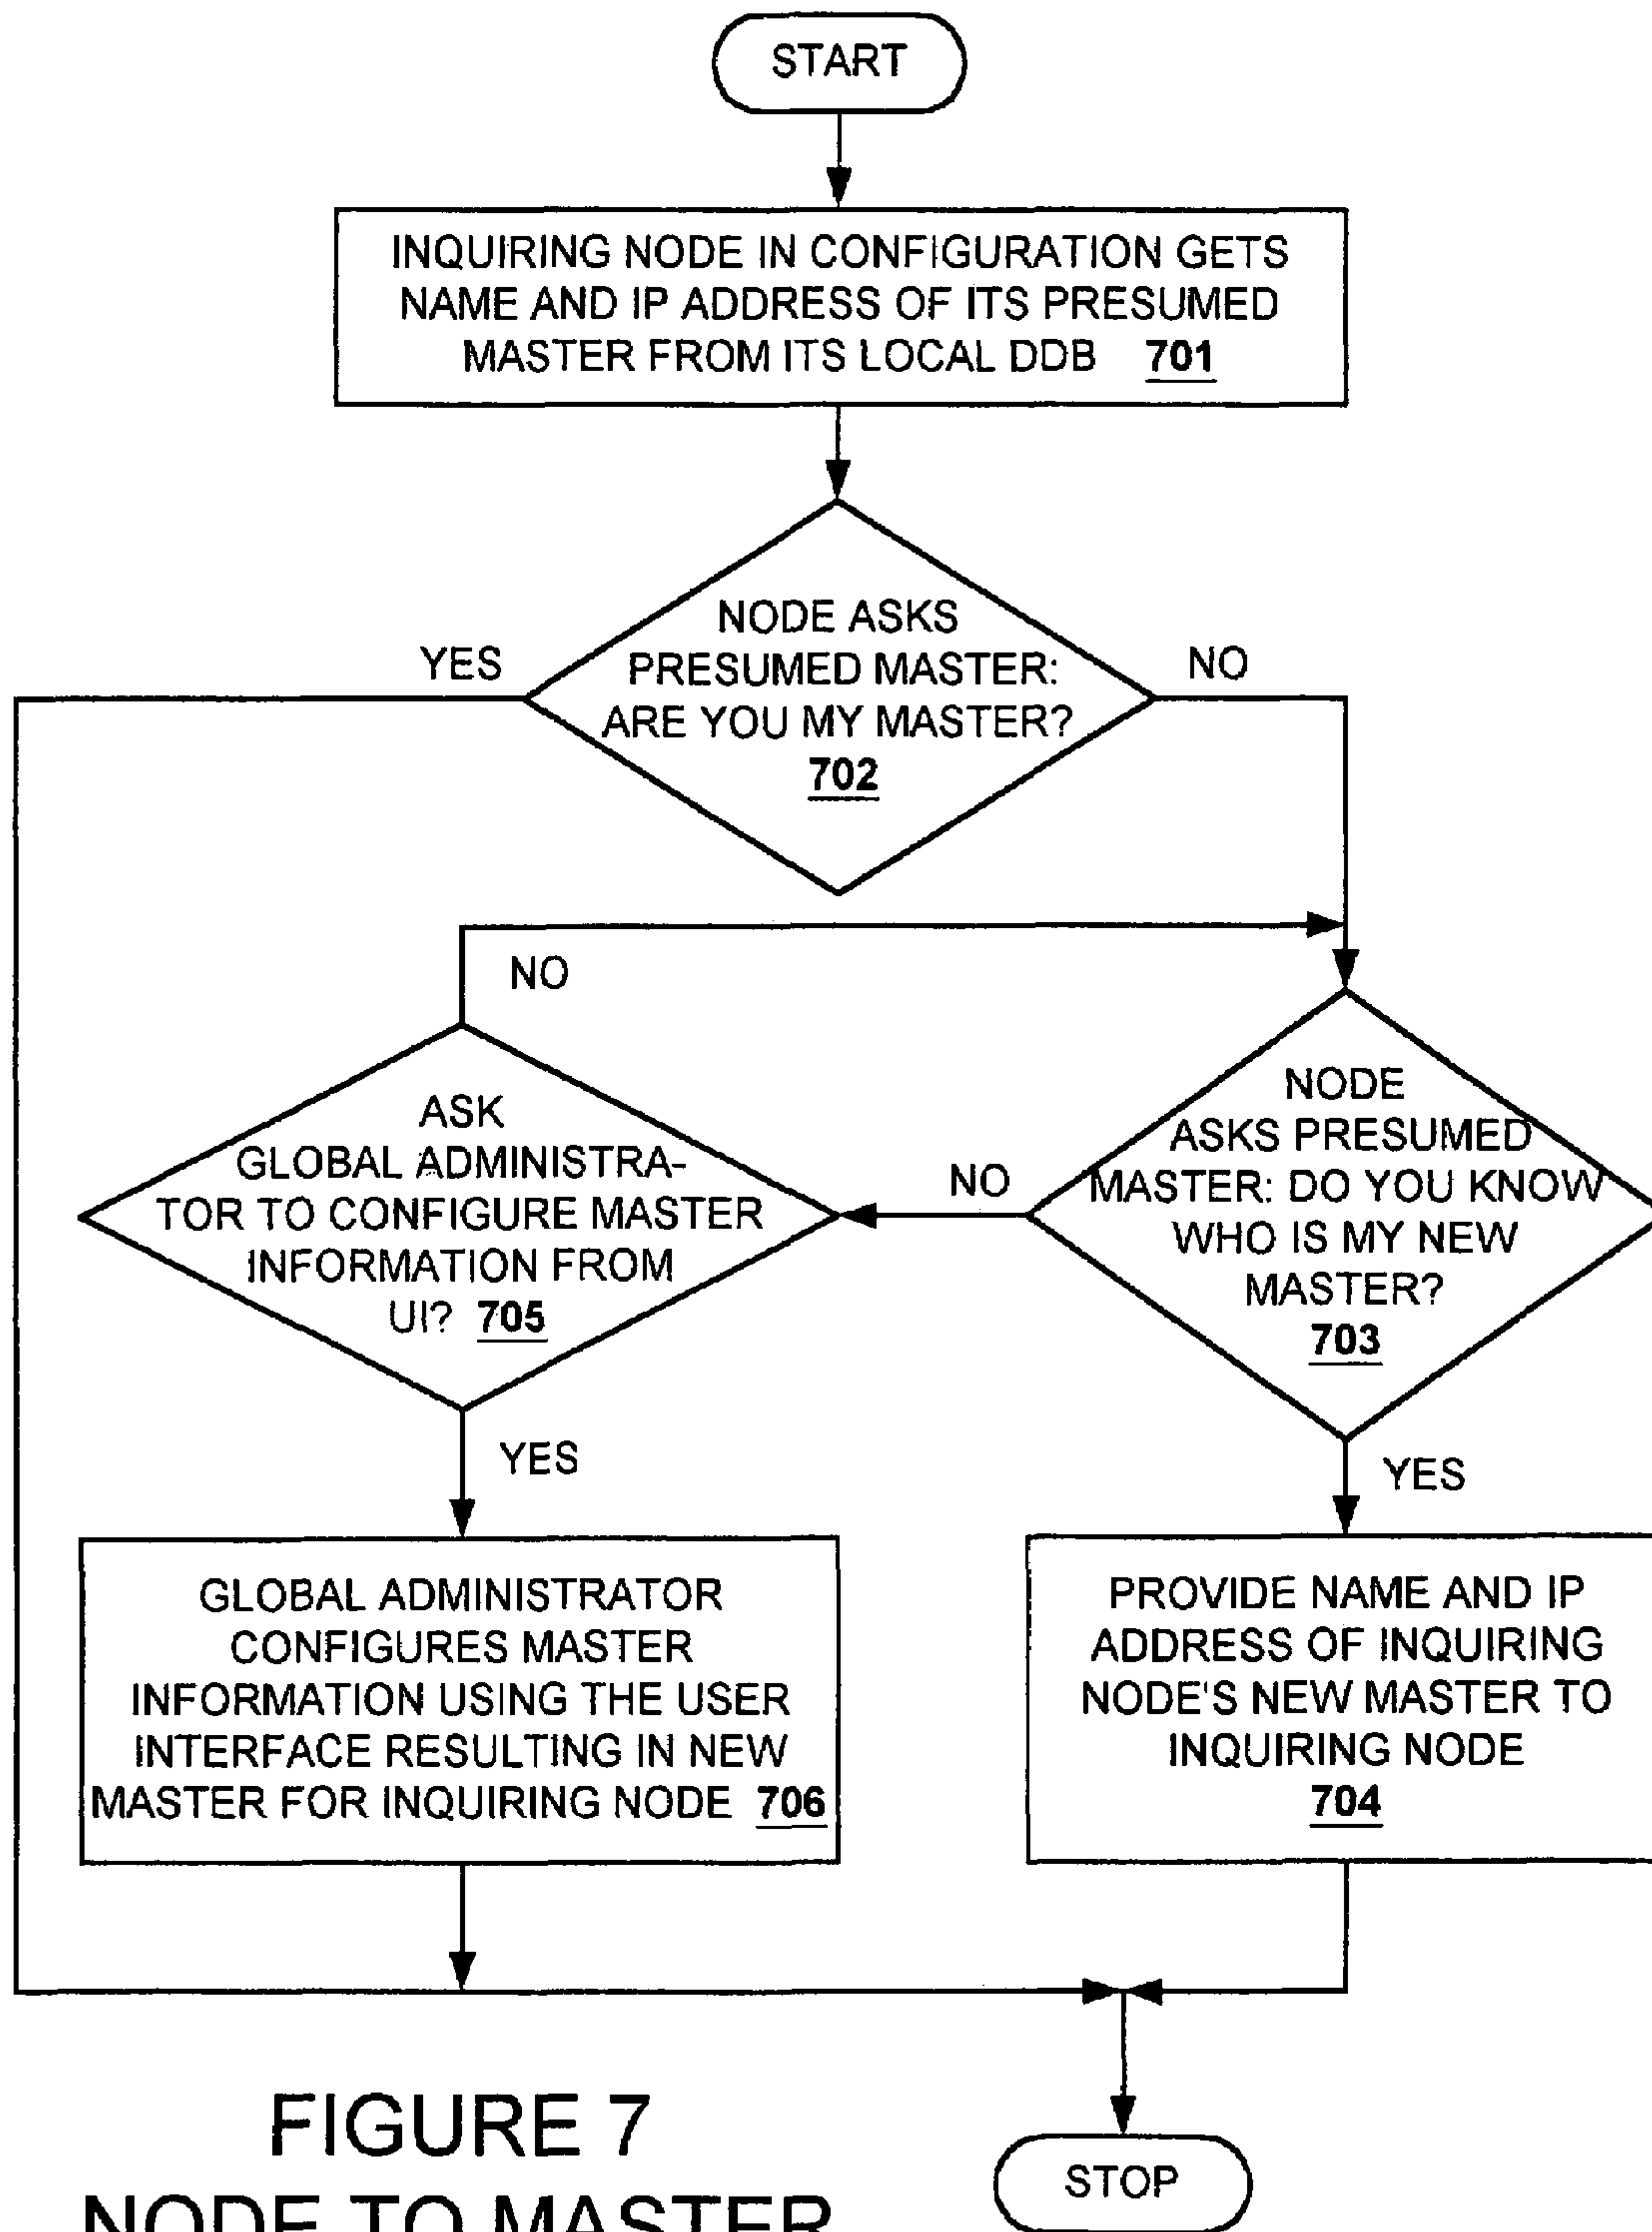 START
INQUIRING NODE IN CONFIGURATION GETS
NAME AND IP ADDRESS OF ITS PRESUMED
MASTER FROM ITS LOCAL DDB 701
NODE ASKS
PRESUMED MASTER:
ARE YOU MY MASTER?
702
YES
NO
NO
NODE
ASKS PRESUMED
MASTER: DO YOU KNOW
WHO IS MY NEW
MASTER?
703
NO
ASK
GLOBAL ADMINISTRA-
TOR TO CONFIGURE MASTER
INFORMATION FROM
UI? 705
YES
YES
GLOBAL ADMINISTRATOR
CONFIGURES MASTER
INFORMATION USING THE USER
INTERFACE RESULTING IN NEW
MASTER FOR INQUIRING NODE 706
PROVIDE NAME AND IP
ADDRESS OF INQUIRING
NODE'S NEW MASTER TO
INQUIRING NODE
704
STOP
FIGURE 7
NODE TO MASTER